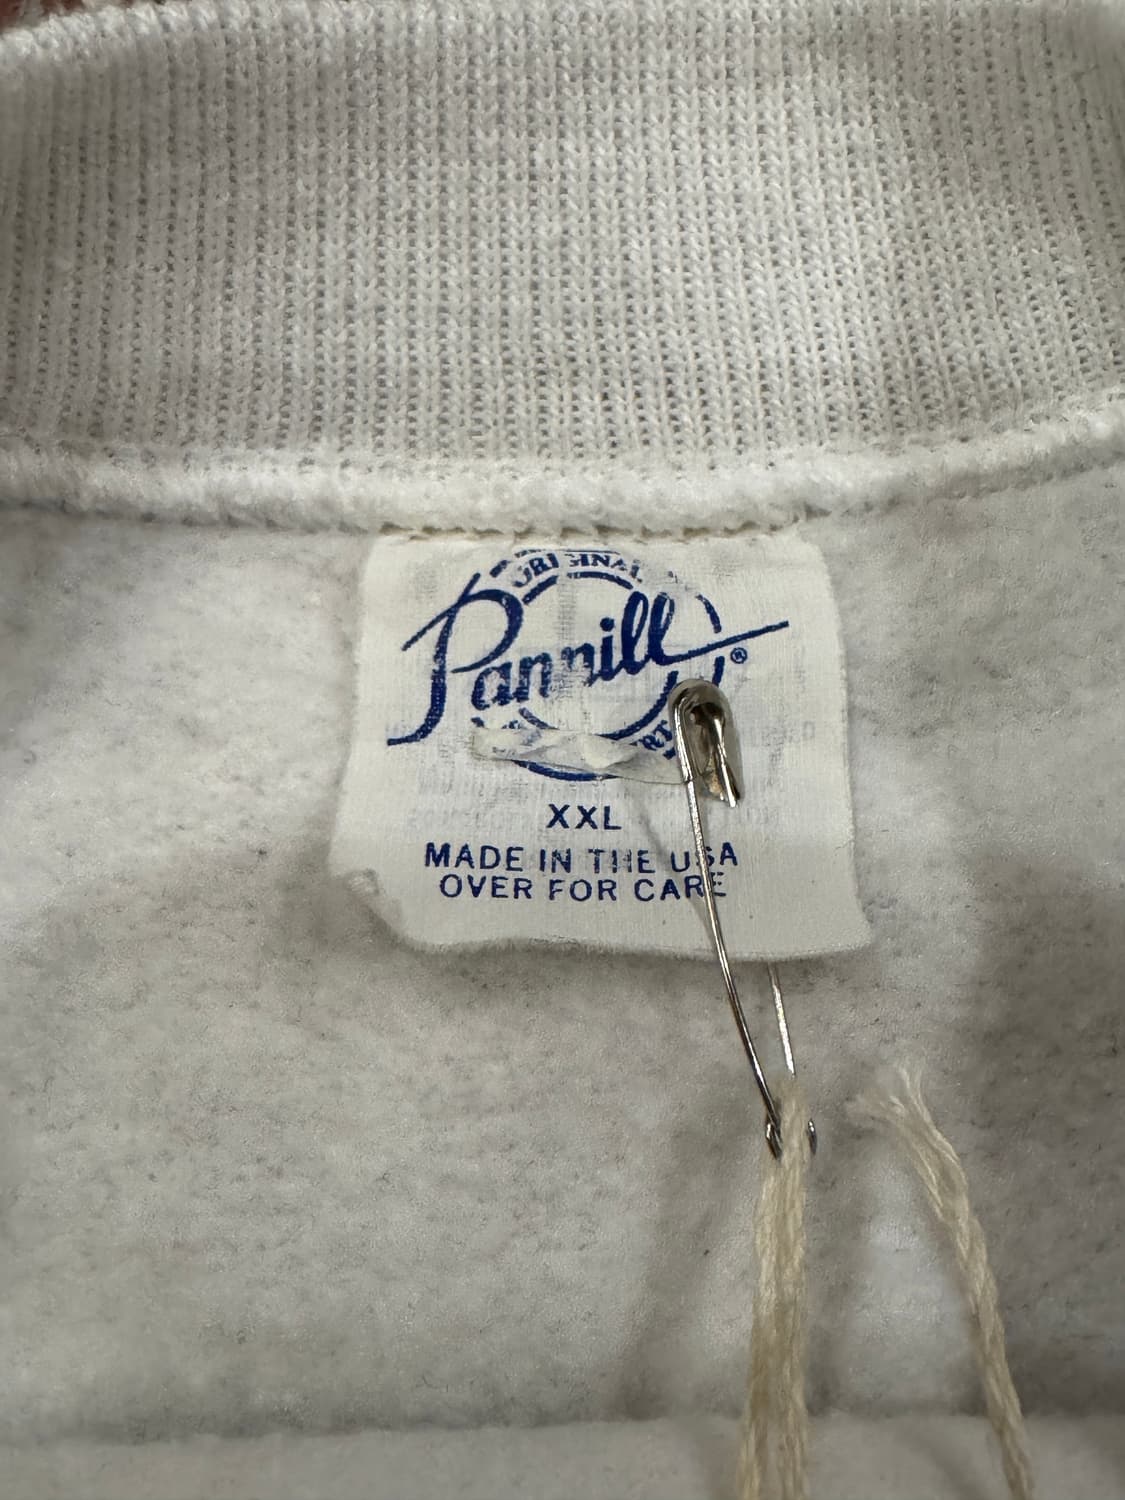 ORIGINAL
Pannill®
XXL
MADE IN THE USA
OVER FOR CARE